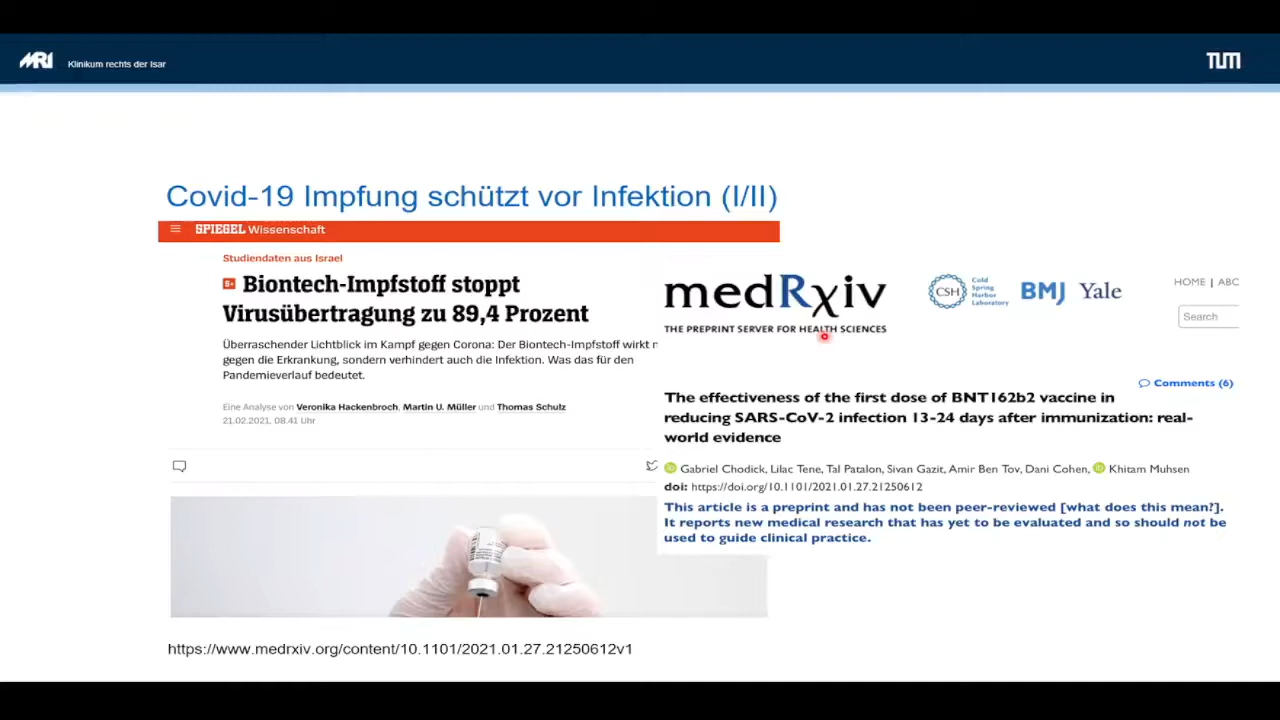 MRI
Klinikum rechts der Isar
TUM
Covid-19 Impfung schützt vor Infektion (I/II)
SPIEGEL Wissenschaft
Studiendaten aus Israel
S+ Biontech-Impfstoff stoppt
Virusübertragung zu 89,4 Prozent
Überraschender Lichtblick im Kampf gegen Corona: Der Biontech-Impfstoff wirkt
gegen die Erkrankung, sondern verhindert auch die Infektion. Was das für den
Pandemieverlauf bedeutet.
Eine Analyse von Veronika Hackenbroch, Martin U. Müller und Thomas Schulz
21.02.2021, 08.41 Uhr
medRxiv
THE PREPRINT SERVER FOR HEALTH SCIENCES
CSH Cold
Spring
Harbor
Laboratory
BMJ Yale
HOME | ABC
Search
Comments (6)
The effectiveness of the first dose of BNT162b2 vaccine in
reducing SARS-CoV-2 infection 13-24 days after immunization: real-
world evidence
Gabriel Chodick, Lilac Tene, Tal Patalon, Sivan Gazit, Amir Ben Tov, Dani Cohen, iD Khitam Muhsen
doi: https://doi.org/10.1101/2021.01.27.21250612
This article is a preprint and has not been peer-reviewed [what does this mean?].
It reports new medical research that has yet to be evaluated and so should not be
used to guide clinical practice.
https://www.medrxiv.org/content/10.1101/2021.01.27.21250612v1